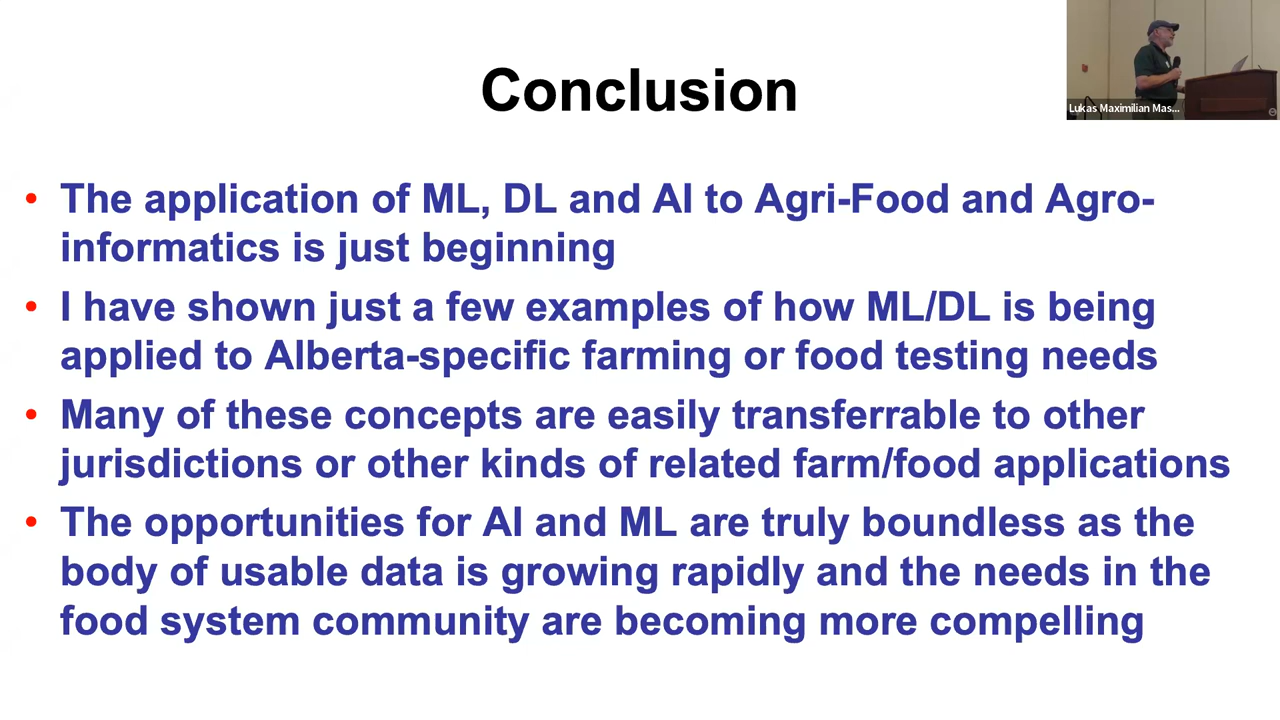 Conclusion
Lukas Maximilian Mas...
• The application of ML, DL and AI to Agri-Food and Agro-
informatics is just beginning
• I have shown just a few examples of how ML/DL is being
applied to Alberta-specific farming or food testing needs
• Many of these concepts are easily transferrable to other
jurisdictions or other kinds of related farm/food applications
• The opportunities for AI and ML are truly boundless as the
body of usable data is growing rapidly and the needs in the
food system community are becoming more compelling